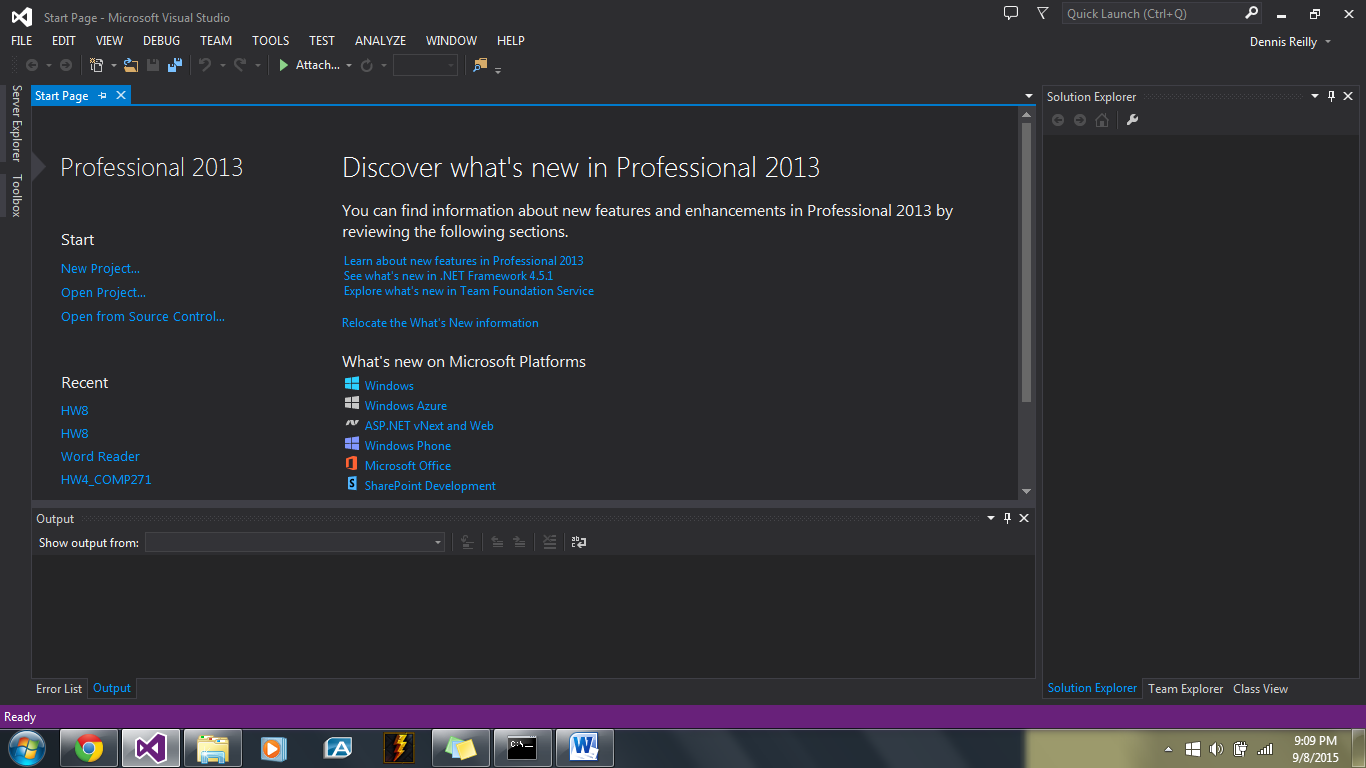 Start Page - Microsoft Visual Studio
Quick Launch (Ctrl+Q)
FILE EDIT VIEW DEBUG TEAM TOOLS TEST ANALYZE WINDOW HELP
Dennis Reilly
Attach...
Server Explorer
Toolbox
Start Page
Professional 2013
Start
New Project...
Open Project...
Open from Source Control...
Recent
HW8
HW8
Word Reader
HW4_COMP271
Discover what's new in Professional 2013
You can find information about new features and enhancements in Professional 2013 by
reviewing the following sections.
Learn about new features in Professional 2013
See what's new in .NET Framework 4.5.1
Explore what's new in Team Foundation Service
Relocate the What's New information
What's new on Microsoft Platforms
Windows
Windows Azure
ASP.NET vNext and Web
Windows Phone
Microsoft Office
SharePoint Development
Solution Explorer
Output
Show output from:
Error List Output
Solution Explorer Team Explorer Class View
Ready
9:09 PM
9/8/2015